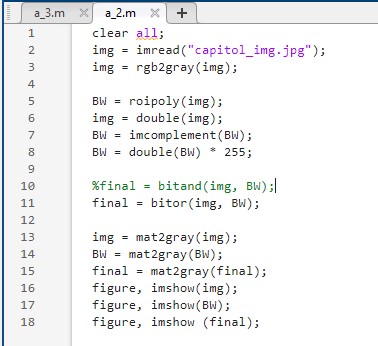 a_3.m × a_2.m × +
1 clear all;
2 img = imread("capitol_img.jpg");
3 img = rgb2gray(img);
4
5 BW = roipoly(img);
6 img = double(img);
7 BW = imcomplement(BW);
8 BW = double(BW) * 255;
9
10 %final = bitand(img, BW);
11 final = bitor(img, BW);
12
13 img = mat2gray(img);
14 BW = mat2gray(BW);
15 final = mat2gray(final);
16 figure, imshow(img);
17 figure, imshow(BW);
18 figure, imshow (final);